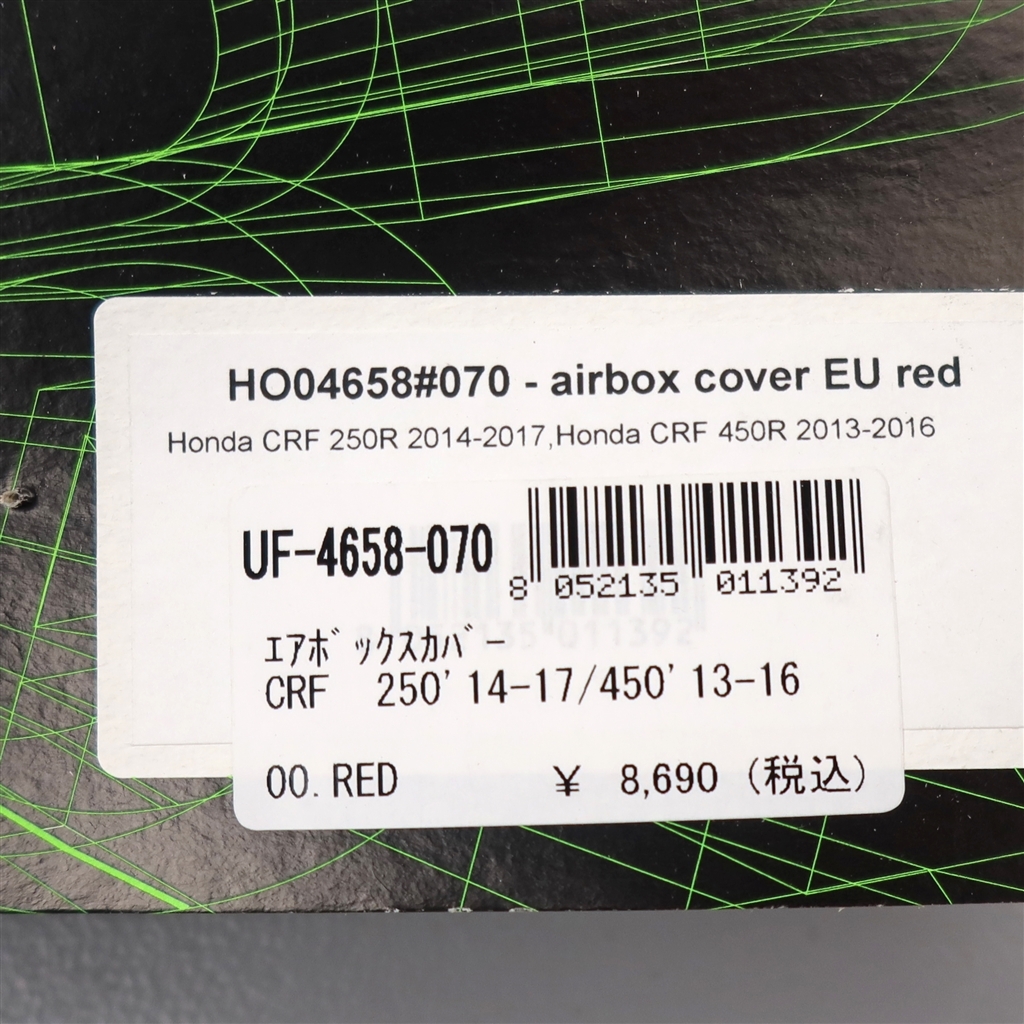 HO04658#070 - airbox cover EU red
Honda CRF 250R 2014-2017,Honda CRF 450R 2013-2016
UF-4658-070
8 052135 011392
ｴｱﾎﾞｯｸｽｶﾊﾞｰ
CRF 250'14-17/450'13-16
00.RED ¥ 8,690 (税込)